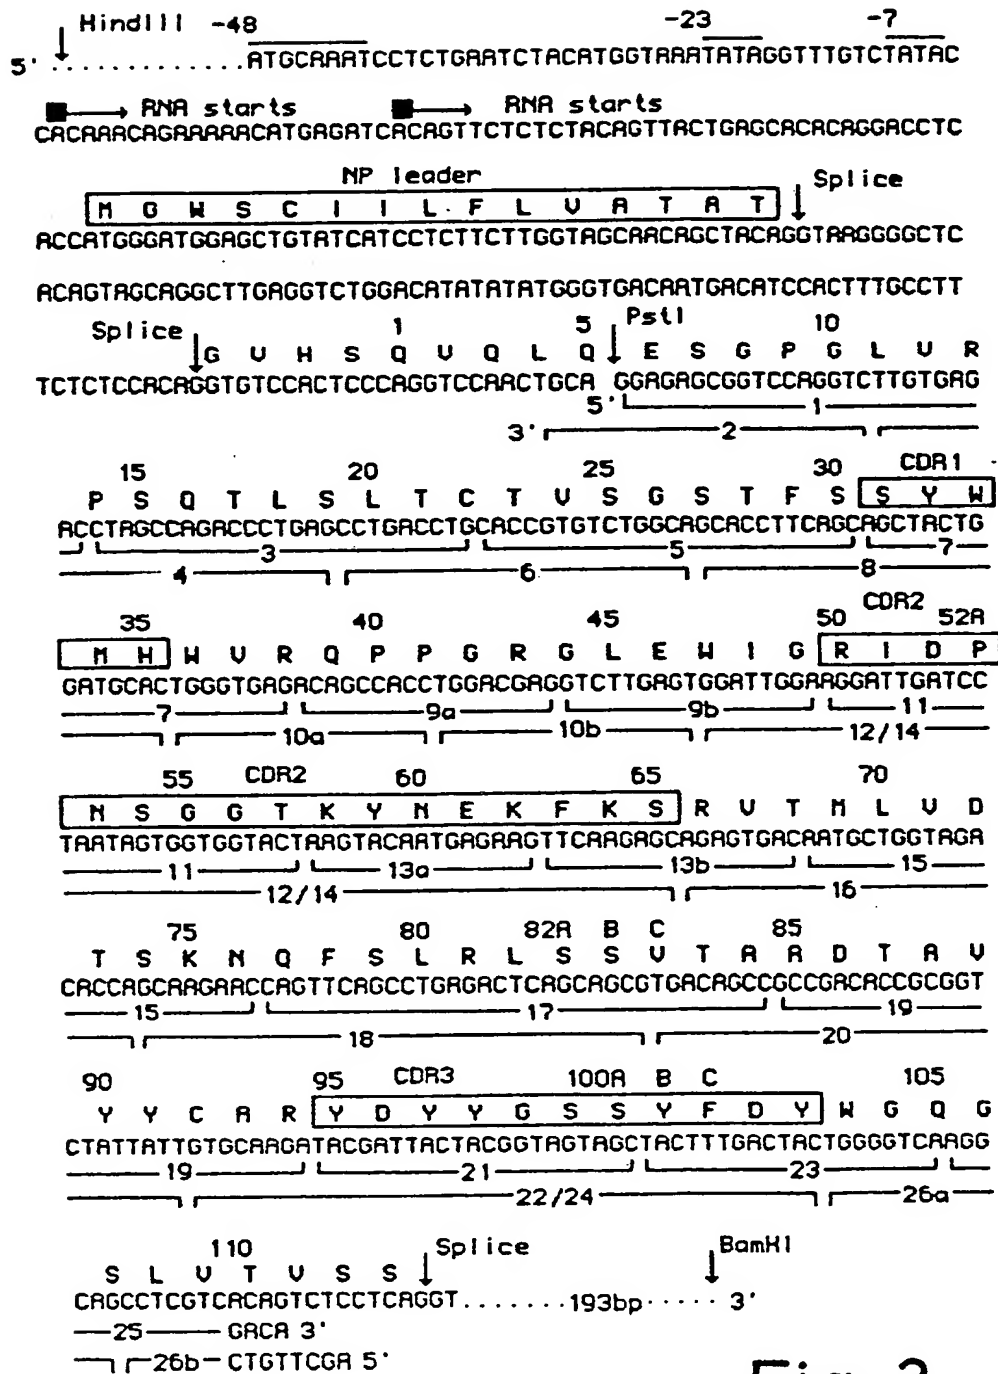 HindIII -48 -23 -7
5' ..............ATGCAAATCCTCTGAATCTACATGGTAAATATAGGTTTGTCTATAC
RNA starts RNA starts
CACAAACAGAAAAACATGAGATCACAGTTCTCTCTACAGTTACTGAGCACACAGGACCTC
NP leader Splice
M G W S C I I L F L V A T A T
ACCATGGGATGGAGCTGTATCATCCTCTTCTTGGTAGCAACAGCTACAGGTAAGGGGCTC
ACAGTAGCAGGCTTGAGGTCTGGACATATATATGGGTGACAATGACATCCACTTTGCCTT
Splice 1 5 PstI 10
G V H S Q V Q L Q E S G P G L V R
TCTCTCCACAGGTGTCCACTCCCAGGTCCAACTGCA GGAGAGCGGTCCAGGTCTTGTGAG
5' 1
3' 2
15 20 25 30 CDR1
P S Q T L S L T C T V S G S T F S S Y W
ACCTAGCCAGACCCTGAGCCTGACCTGCACCGTGTCTGGCAGCACCTTCAGCAGCTACTG
3 5 7
4 6 8
35 40 45 50 CDR2 52A
M H W V R Q P P G R G L E W I G R I D P
GATGCACTGGGTGAGACAGCCACCTGGACGAGGTCTTGAGTGGATTGGAAGGATTGATCC
7 9a 9b 11
10a 10b 12/14
55 CDR2 60 65 70
N S G G T K Y N E K F K S R V T M L V D
TAATAGTGGTGGTACTAAGTACAATGAGAAGTTCAAGAGCAGAGTGACAATGCTGGTAGA
11 13a 13b 15
12/14 16
75 80 82A B C 85
T S K N Q F S L R L S S V T A A D T A V
CACCAGCAAGAACCAGTTCAGCCTGAGACTCAGCAGCGTGACAGCCGCCGACACCGCGGT
15 17 19
18 20
90 95 CDR3 100A B C 105
Y Y C A R Y D Y Y G S S Y F D Y W G Q G
CTATTATTGTGCAAGATACGATTACTACGGTAGTAGCTACTTTGACTACTGGGGTCAAGG
19 21 23
22/24 26a
110 Splice BamHI
S L V T V S S
CAGCCTCGTCACAGTCTCCTCAGGT.......193bp...... 3'
25 GACA 3'
26b CTGTTCGA 5'